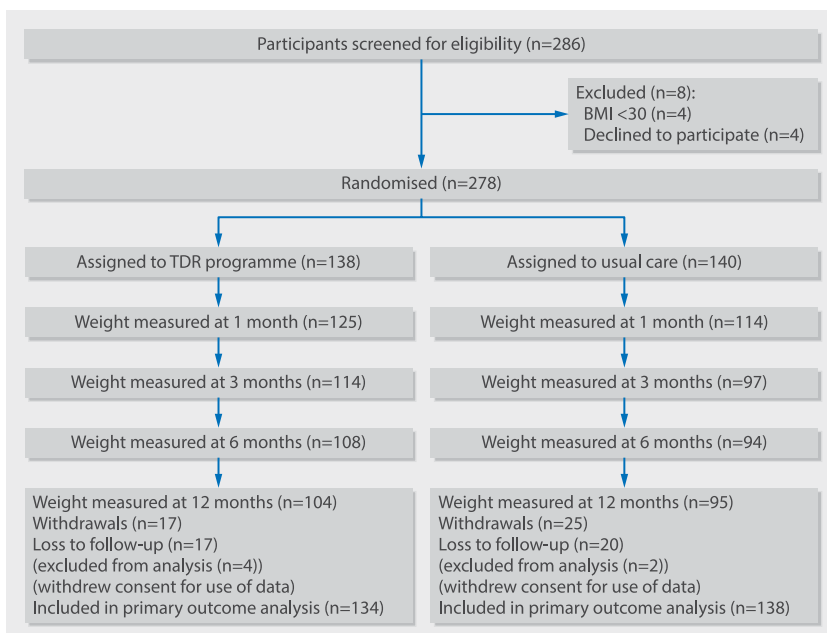 Participants screened for eligibility (n=286)
Excluded (n=8):
BMI <30 (n=4)
Declined to participate (n=4)
Randomised (n=278)
Assigned to TDR programme (n=138)
Assigned to usual care (n=140)
Weight measured at 1 month (n=125)
Weight measured at 1 month (n=114)
Weight measured at 3 months (n=114)
Weight measured at 3 months (n=97)
Weight measured at 6 months (n=108)
Weight measured at 6 months (n=94)
Weight measured at 12 months (n=104)
Withdrawals (n=17)
Loss to follow-up (n=17)
(excluded from analysis (n=4))
(withdrew consent for use of data)
Included in primary outcome analysis (n=134)
Weight measured at 12 months (n=95)
Withdrawals (n=25)
Loss to follow-up (n=20)
(excluded from analysis (n=2))
(withdrew consent for use of data)
Included in primary outcome analysis (n=138)